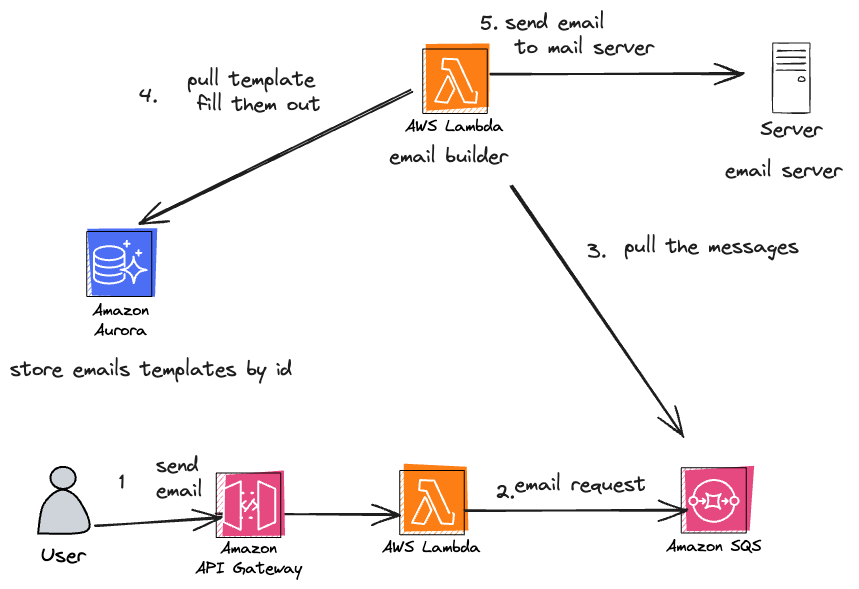 5. send email
to mail server
4.
pull template
fill them out
AWS Lambda
email builder
Server
email server
3. pull the messages
Amazon
Aurora
store emails templates by id
1
send
email
2. email request
User
Amazon
API Gateway
AWS Lambda
Amazon SQS